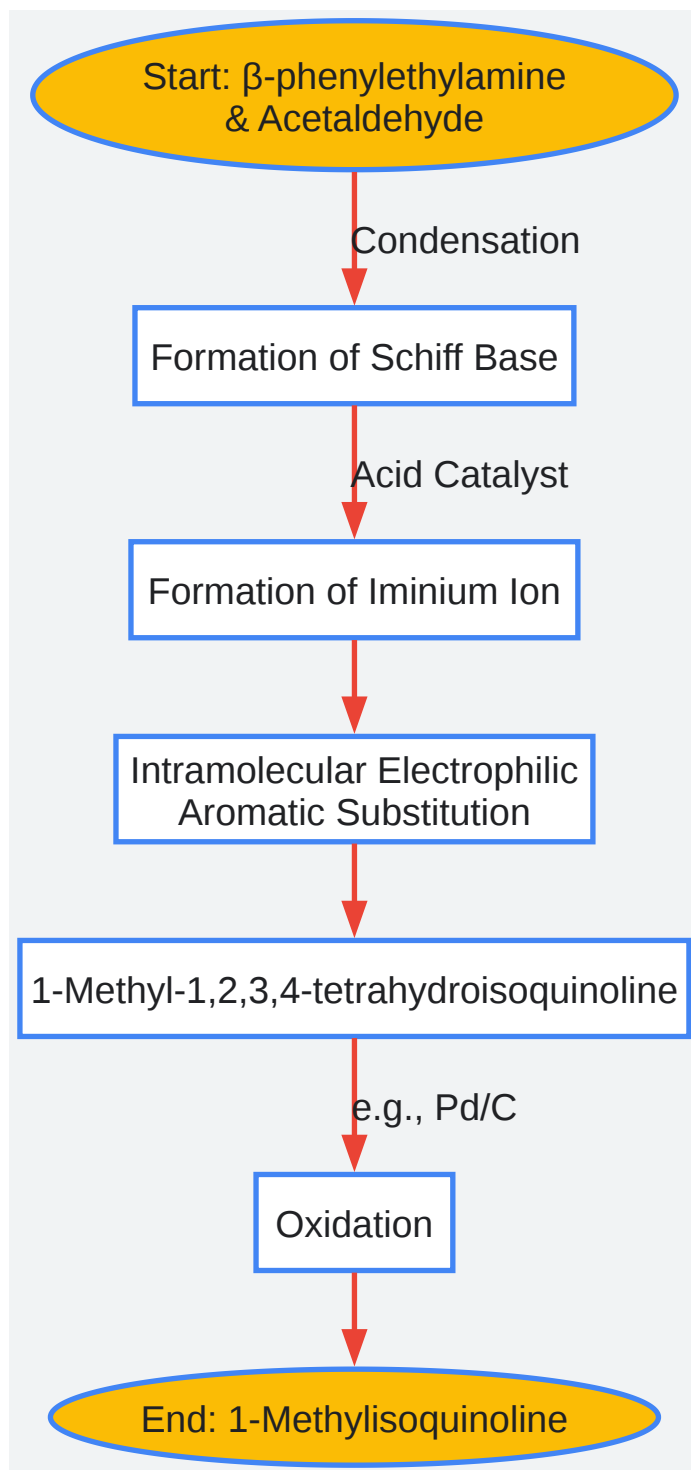 Start: β-phenylethylamine
& Acetaldehyde
Condensation
Formation of Schiff Base
Acid Catalyst
Formation of Iminium Ion
Intramolecular Electrophilic
Aromatic Substitution
1-Methyl-1,2,3,4-tetrahydroisoquinoline
e.g., Pd/C
Oxidation
End: 1-Methylisoquinoline